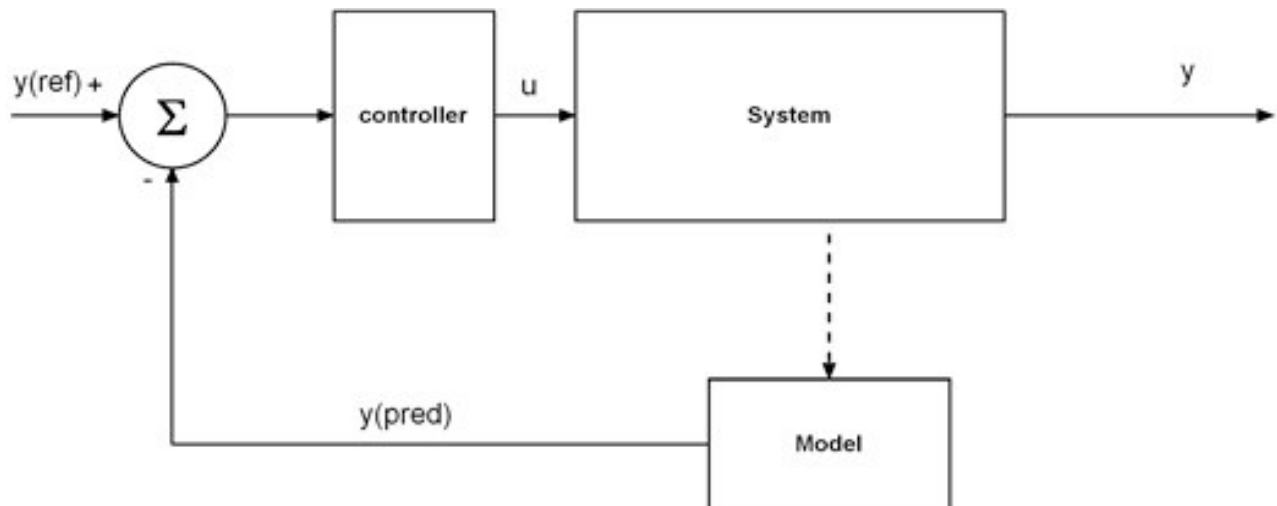 y(ref) +
Σ
-
controller
u
System
y
y(pred)
Model